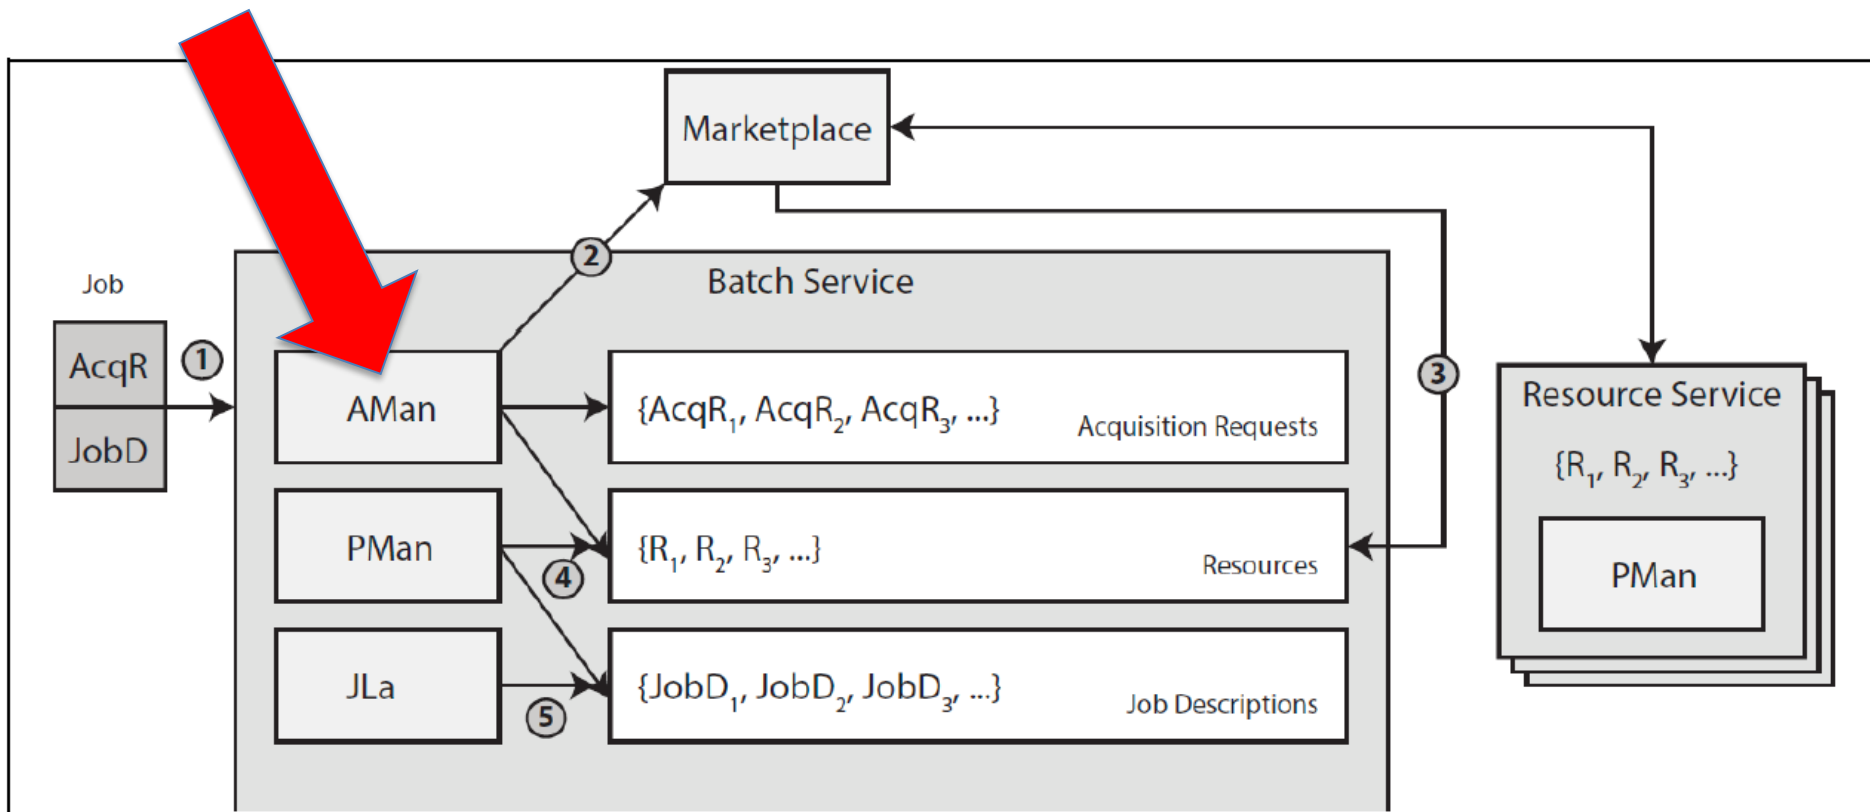 Marketplace
2
Batch Service
Job
AcqR
JobD
1
AMan
{AcqR1, AcqR2, AcqR3, ...}
Acquisition Requests
3
PMan
4
{R1, R2, R3, ...}
Resources
JLa
5
{JobD1, JobD2, JobD3, ...}
Job Descriptions
Resource Service
{R1, R2, R3, ...}
PMan